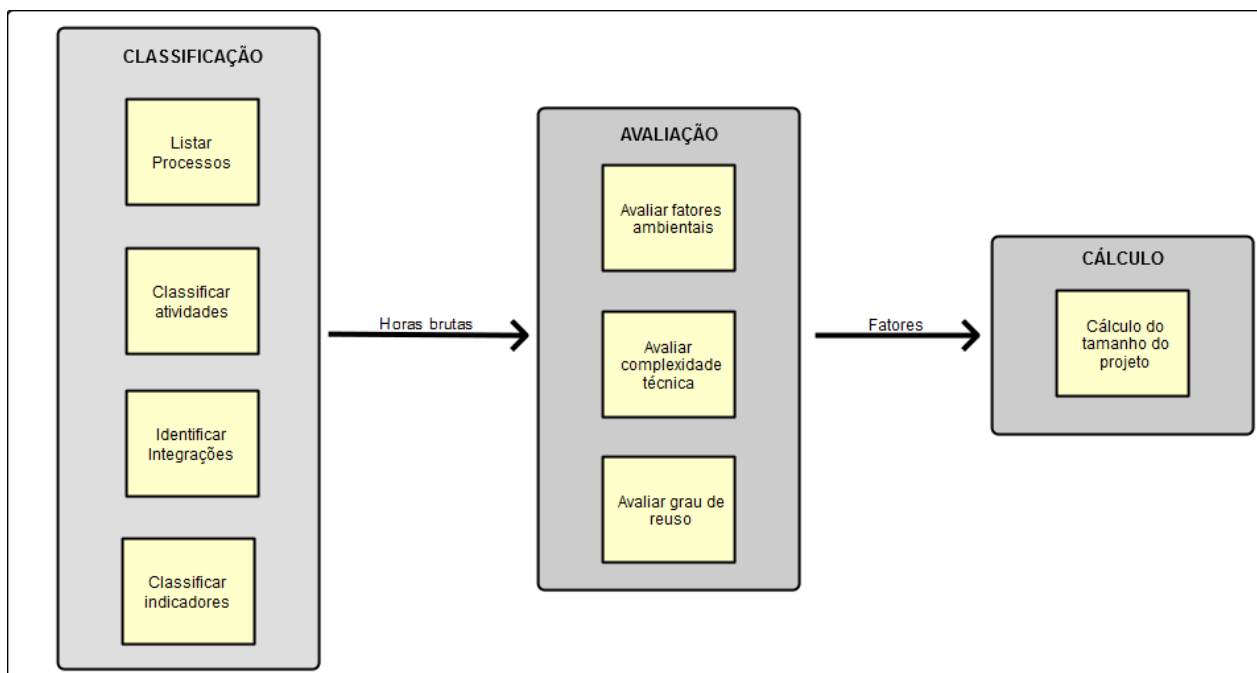 CLASSIFICAÇÃO
Listar
Processos
Classificar
atividades
Identificar
Integrações
Classificar
indicadores
Horas brutas
AVALIAÇÃO
Avaliar fatores
ambientais
Avaliar
complexidade
técnica
Avaliar grau de
reuso
Fatores
CÁLCULO
Cálculo do
tamanho do
projeto